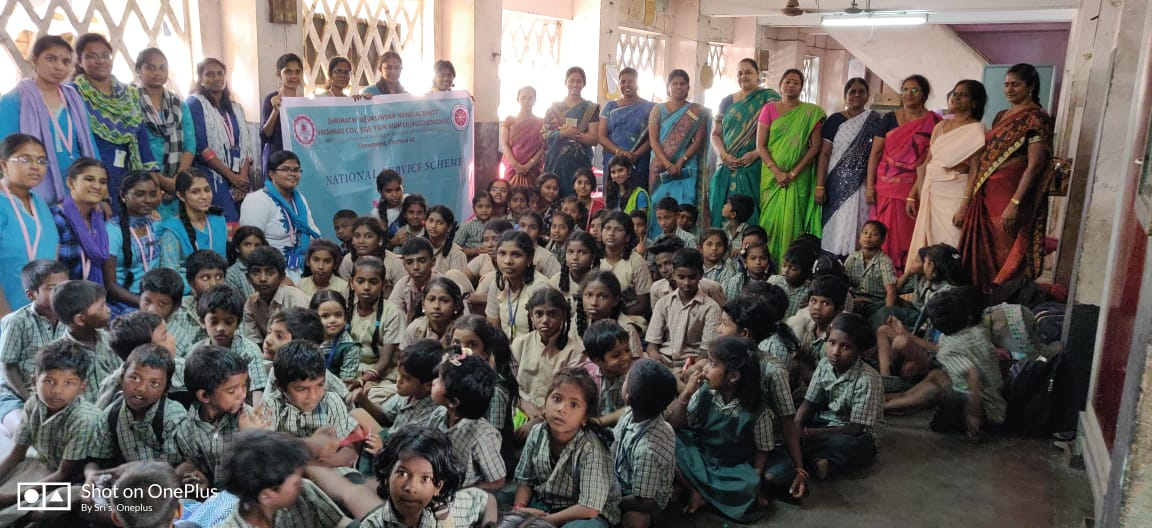 SHRIMATHI DEVKUNVAR NANALAL BHATT
VAISHNAV COLLEGE FOR WOMEN (AUTONOMOUS)
Chromepet, Chennai 44
NATIONAL SERVICE SCHEME
Shot on OnePlus
By Sri's Oneplus